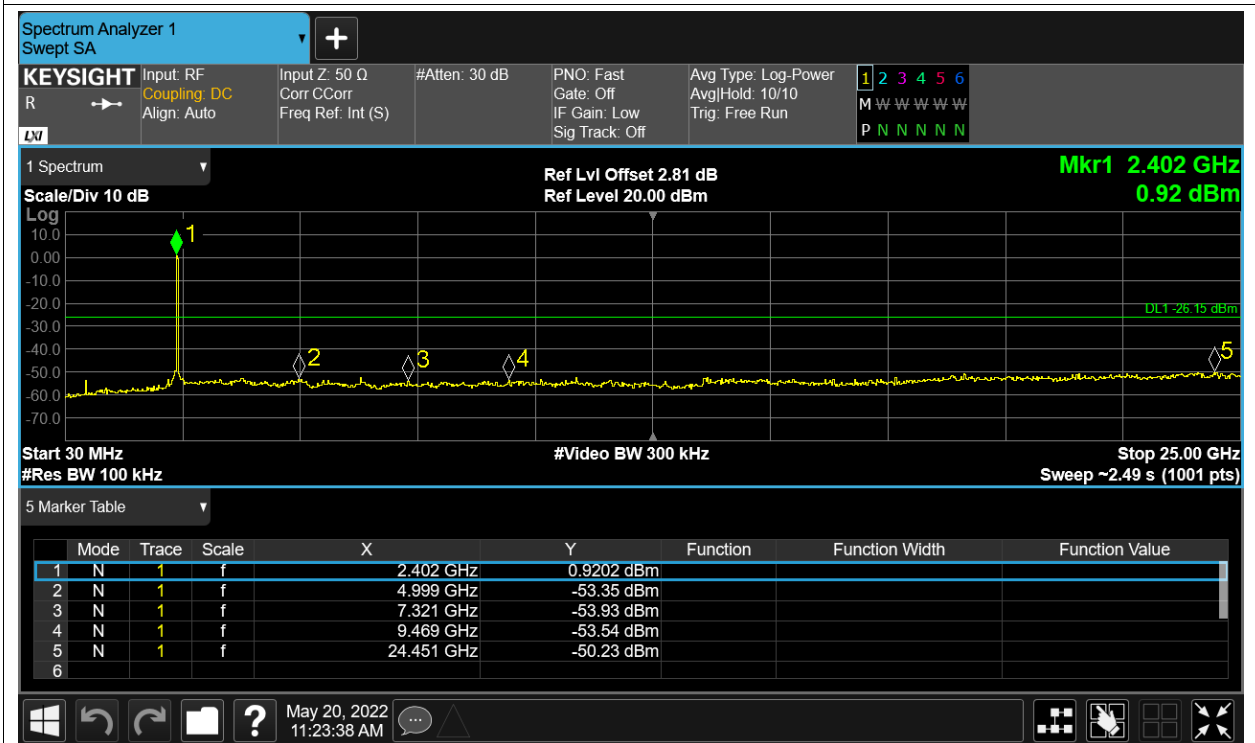 Spectrum Analyzer 1
Swept SA
KEYSIGHT
R
LXI
Input: RF
Coupling: DC
Align: Auto
Input Z: 50 Ω
Corr CCorr
Freq Ref: Int (S)
#Atten: 30 dB
PNO: Fast
Gate: Off
IF Gain: Low
Sig Track: Off
Avg Type: Log-Power
Avg|Hold: 10/10
Trig: Free Run
1 2 3 4 5 6
M W W W W W
P N N N N N
1 Spectrum
Scale/Div 10 dB
Ref Lvl Offset 2.81 dB
Ref Level 20.00 dBm
Mkr1 2.402 GHz
0.92 dBm
Log
10.0
0.00
-10.0
-20.0
-30.0
-40.0
-50.0
-60.0
-70.0
1
2
3
4
5
DL1 -26.15 dBm
Start 30 MHz
#Video BW 300 kHz
Stop 25.00 GHz
#Res BW 100 kHz
Sweep ~2.49 s (1001 pts)
5 Marker Table
Mode Trace Scale X Y Function Function Width Function Value
1 N 1 f 2.402 GHz 0.9202 dBm
2 N 1 f 4.999 GHz -53.35 dBm
3 N 1 f 7.321 GHz -53.93 dBm
4 N 1 f 9.469 GHz -53.54 dBm
5 N 1 f 24.451 GHz -50.23 dBm
6
?
May 20, 2022
11:23:38 AM